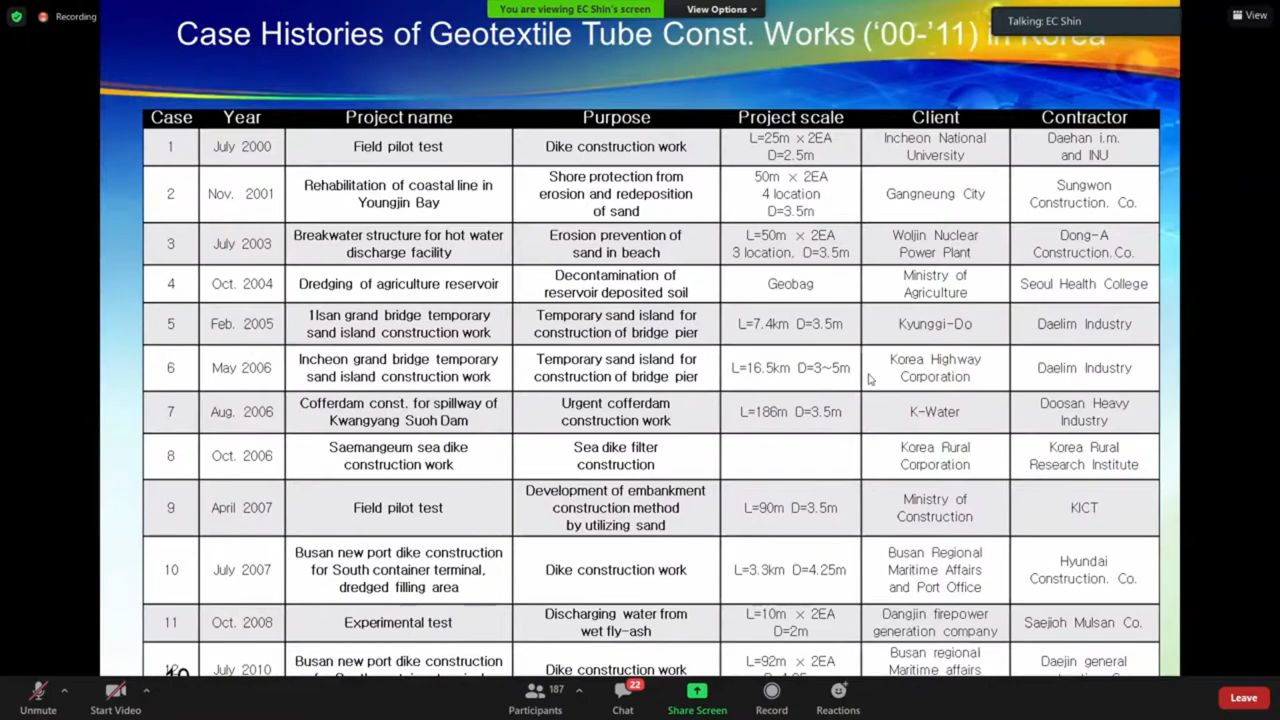 Recording
You are viewing EC Shin's screen
View Options
Talking: EC Shin
View
Case Histories of Geotextile Tube Const. Works ('00-'11) in Korea
Case Year Project name Purpose Project scale Client Contractor
1 July 2000 Field pilot test Dike construction work L=25m × 2EA D=2.5m Incheon National University Daehan i.m. and INU
2 Nov. 2001 Rehabilitation of coastal line in Youngjin Bay Shore protection from erosion and redeposition of sand 50m × 2EA 4 location D=3.5m Gangneung City Sungwon Construction. Co.
3 July 2003 Breakwater structure for hot water discharge facility Erosion prevention of sand in beach L=50m × 2EA 3 location, D=3.5m Woljin Nuclear Power Plant Dong-A Construction.Co.
4 Oct. 2004 Dredging of agriculture reservoir Decontamination of reservoir deposited soil Geobag Ministry of Agriculture Seoul Health College
5 Feb. 2005 1lsan grand bridge temporary sand island construction work Temporary sand island for construction of bridge pier L=7.4km D=3.5m Kyunggi-Do Daelim Industry
6 May 2006 Incheon grand bridge temporary sand island construction work Temporary sand island for construction of bridge pier L=16.5km D=3~5m Korea Highway Corporation Daelim Industry
7 Aug. 2006 Cofferdam const. for spillway of Kwangyang Suoh Dam Urgent cofferdam construction work L=186m D=3.5m K-Water Doosan Heavy Industry
8 Oct. 2006 Saemangeum sea dike construction work Sea dike filter construction Korea Rural Corporation Korea Rural Research Institute
9 April 2007 Field pilot test Development of embankment construction method by utilizing sand L=90m D=3.5m Ministry of Construction KICT
10 July 2007 Busan new port dike construction for South container terminal, dredged filling area Dike construction work L=3.3km D=4.25m Busan Regional Maritime Affairs and Port Office Hyundai Construction. Co.
11 Oct. 2008 Experimental test Discharging water from wet fly-ash L=10m × 2EA D=2m Dangjin firepower generation company Saejioh Mulsan Co.
July 2010 Busan new port dike construction Dike construction work L=92m × 2EA Busan regional Maritime affairs Daejin general
Unmute
Start Video
187
Participants
22
Chat
Share Screen
Record
Reactions
Leave